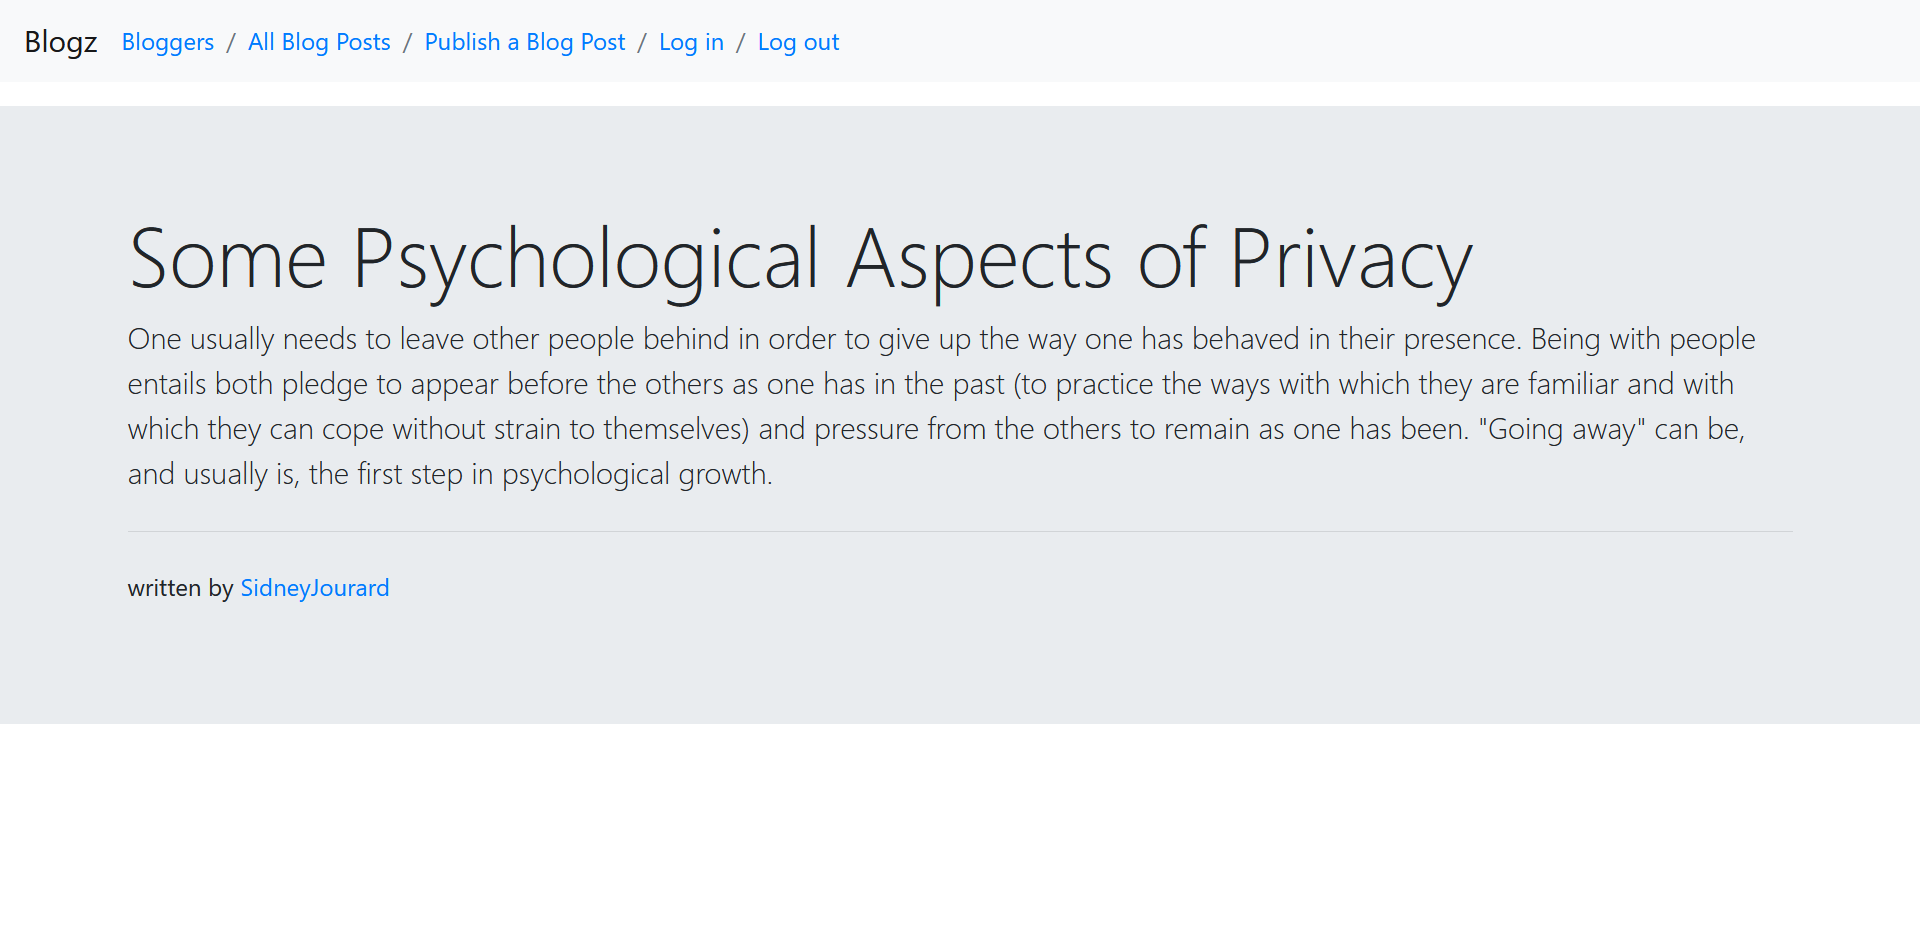 Blogz Bloggers / All Blog Posts / Publish a Blog Post / Log in / Log out
Some Psychological Aspects of Privacy
One usually needs to leave other people behind in order to give up the way one has behaved in their presence. Being with people
entails both pledge to appear before the others as one has in the past (to practice the ways with which they are familiar and with
which they can cope without strain to themselves) and pressure from the others to remain as one has been. "Going away" can be,
and usually is, the first step in psychological growth.
written by SidneyJourard